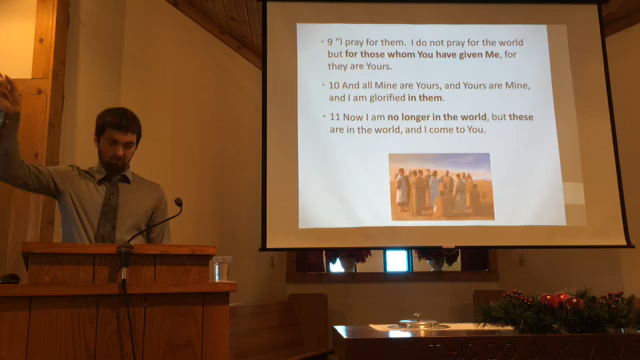 • 9 "I pray for them. I do not pray for the world
but for those whom You have given Me, for
they are Yours.
• 10 And all Mine are Yours, and Yours are Mine,
and I am glorified in them.
• 11 Now I am no longer in the world, but these
are in the world, and I come to You.